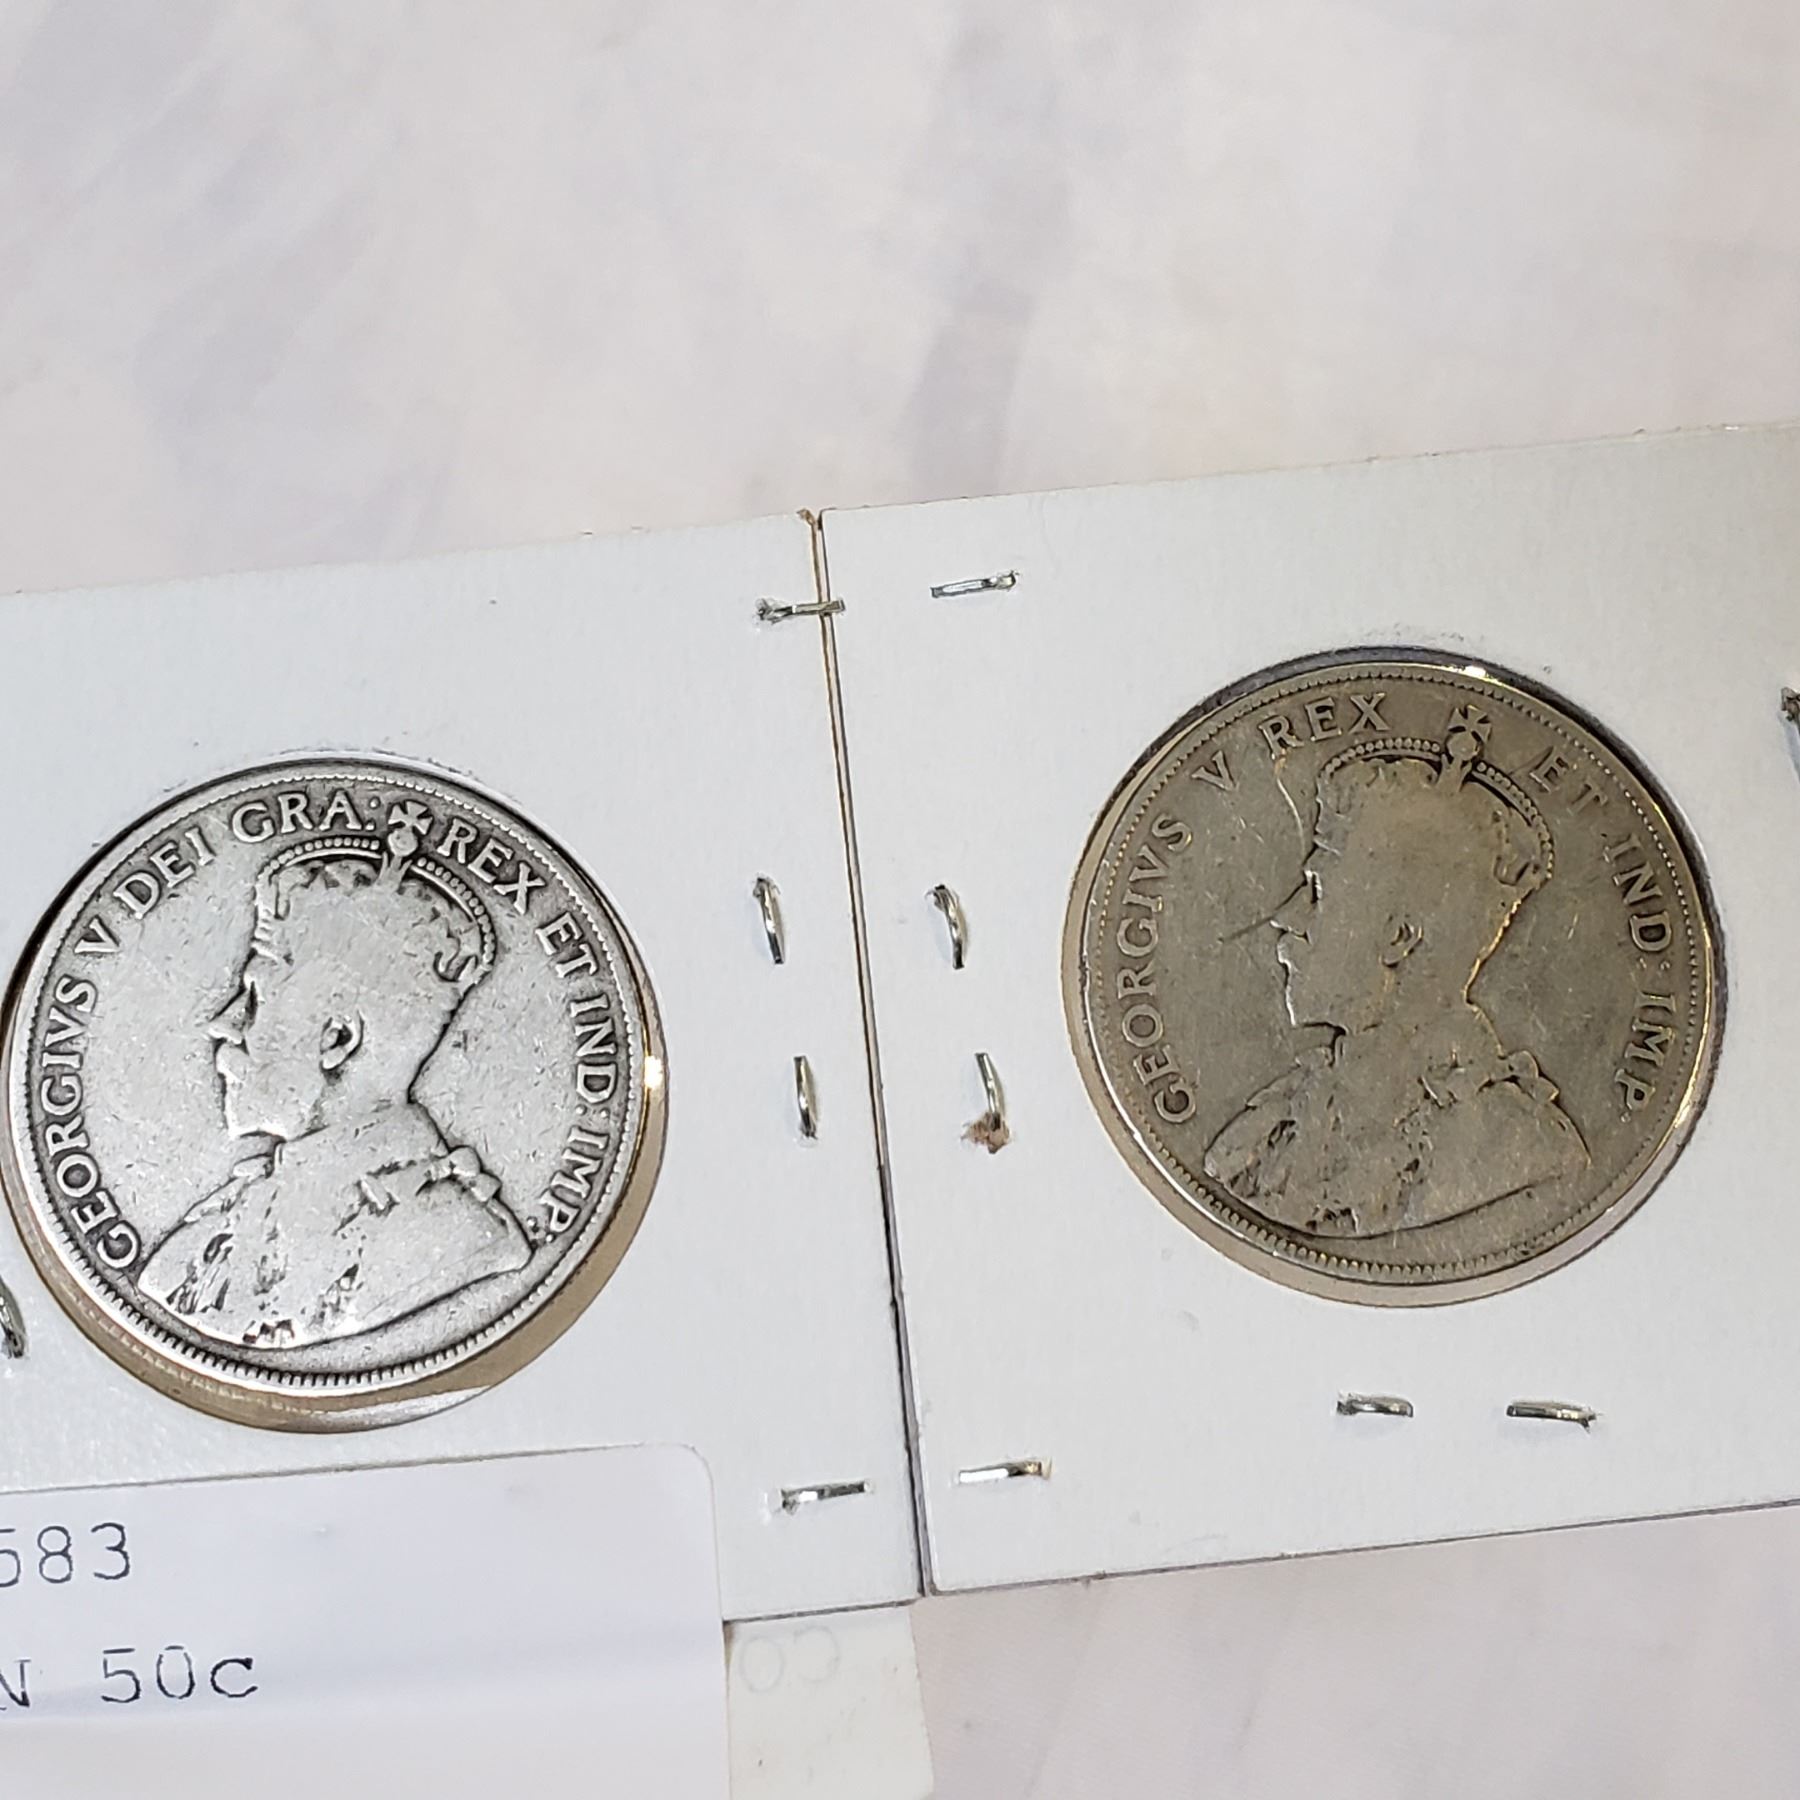 GEORGIVS V DEI GRA: REX ET IND: IMP:
GEORGIVS V REX ET IND: IMP:
583
N 50c